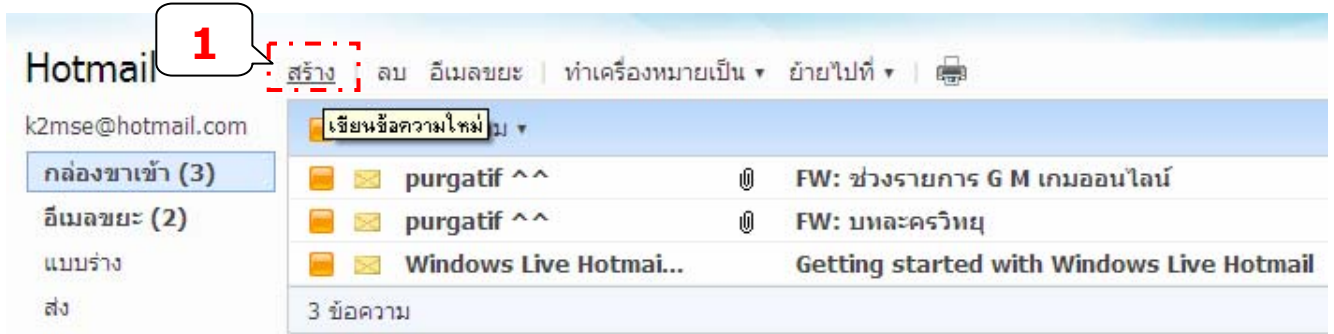 1
Hotmail
สร้าง | ลบ อีเมลขยะ | ทำเครื่องหมายเป็น ย้ายไปที่ |
k2mse@hotmail.com
เขียนข้อความใหม่
กล่องขาเข้า (3)
purgatif ^^ FW: ช่วงรายการ G M เกมออนไลน์
อีเมลขยะ (2)
purgatif ^^ FW: บทละครวิทยุ
แบบร่าง
Windows Live Hotmai... Getting started with Windows Live Hotmail
ส่ง
3 ข้อความ